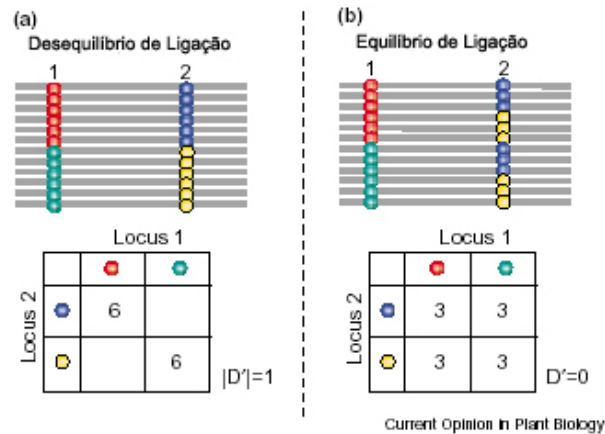 (a)
Desequilíbrio de Ligação
1 2
Locus 1
Locus 2
6
6
|D'|=1
(b)
Equilíbrio de Ligação
1 2
Locus 1
Locus 2
3 3
3 3
D'=0
Current Opinion in Plant Biology